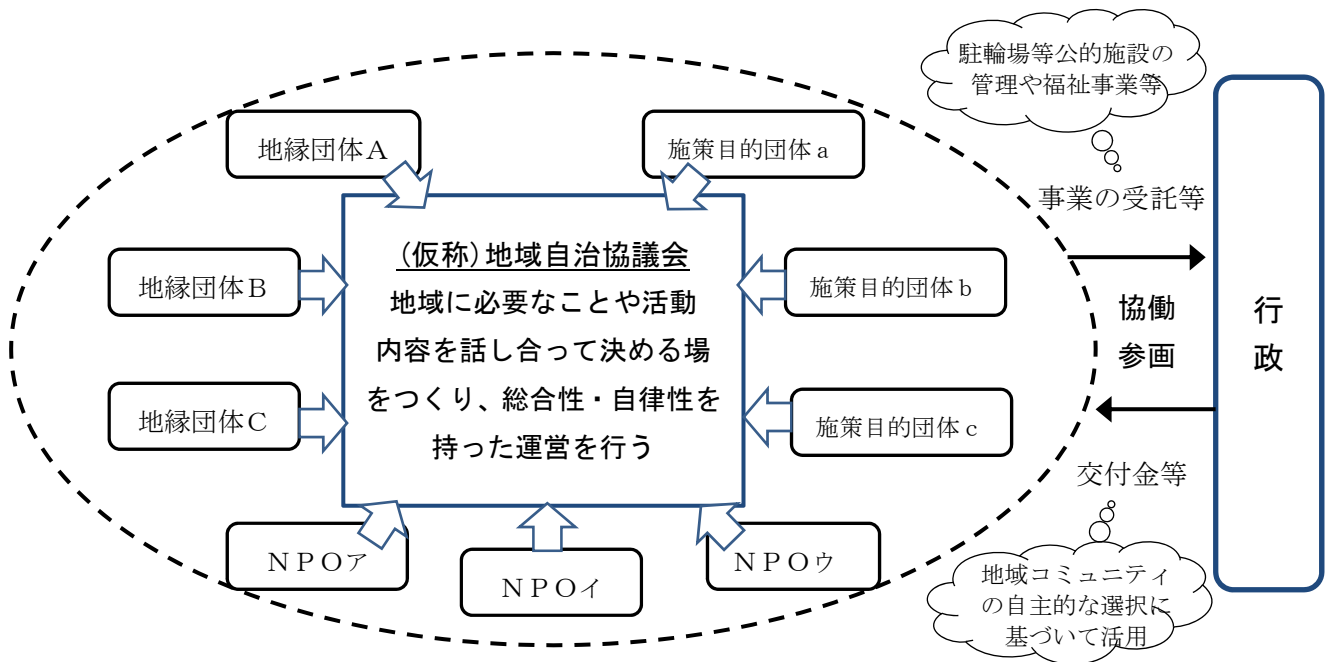 駐輪場等公的施設の
管理や福祉事業等
地縁団体Ａ
施策目的団体ａ
事業の受託等
(仮称)地域自治協議会
地域に必要なことや活動
内容を話し合って決める場
をつくり、総合性・自律性を
持った運営を行う
地縁団体Ｂ
施策目的団体ｂ
協働
参画
行
政
地縁団体Ｃ
施策目的団体ｃ
交付金等
ＮＰＯア
ＮＰＯイ
ＮＰＯウ
地域コミュニティ
の自主的な選択に
基づいて活用